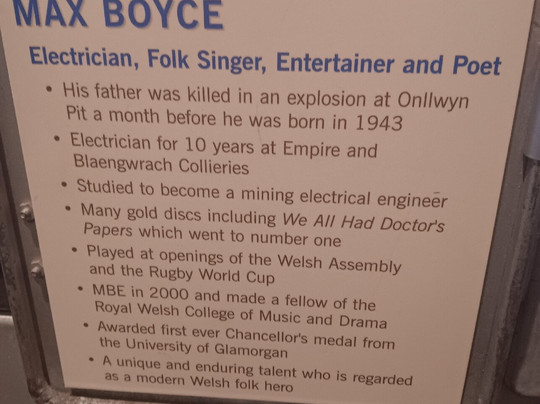 MAX BOYCE
Electrician, Folk Singer, Entertainer and Poet
• His father was killed in an explosion at Onllwyn
Pit a month before he was born in 1943
• Electrician for 10 years at Empire and
Blaengwrach Collieries
• Studied to become a mining electrical engineer
• Many gold discs including We All Had Doctor's
Papers which went to number one
• Played at openings of the Welsh Assembly
and the Rugby World Cup
• MBE in 2000 and made a fellow of the
Royal Welsh College of Music and Drama
• Awarded first ever Chancellor's medal from
the University of Glamorgan
• A unique and enduring talent who is regarded
as a modern Welsh folk hero